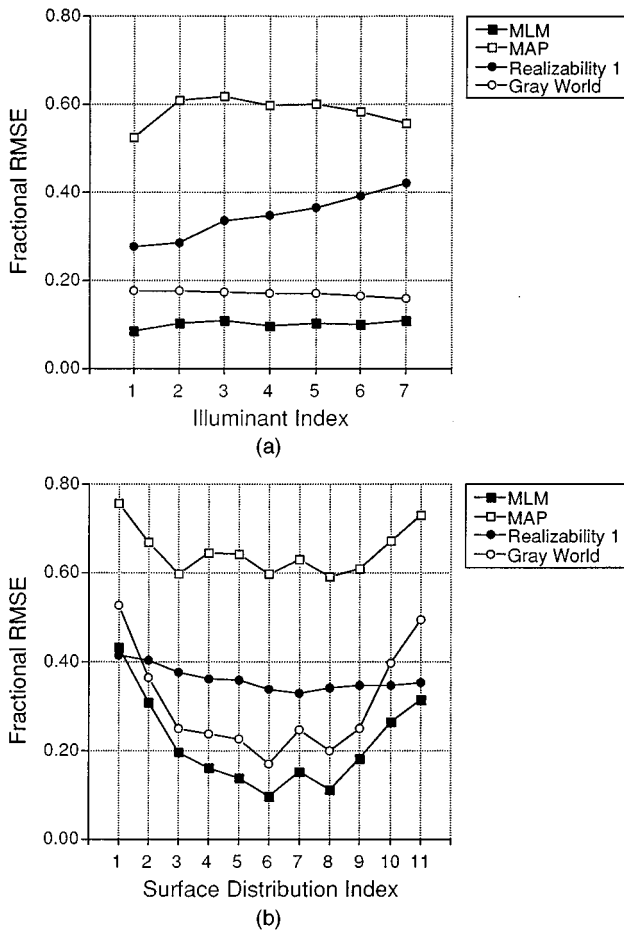 MLM
MAP
Realizability 1
Gray World
0.80
0.60
0.40
0.20
0.00
Fractional RMSE
1 2 3 4 5 6 7
Illuminant Index
(a)
MLM
MAP
Realizability 1
Gray World
0.80
0.60
0.40
0.20
0.00
Fractional RMSE
1 2 3 4 5 6 7 8 9 10 11
Surface Distribution Index
(b)